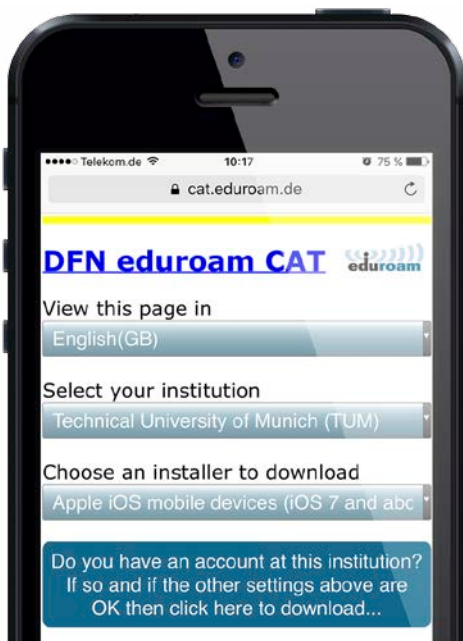 Telekom.de 10:17 75 %
cat.eduroam.de
DFN eduroam CAT eduroam
View this page in
English(GB)
Select your institution
Technical University of Munich (TUM)
Choose an installer to download
Apple iOS mobile devices (iOS 7 and abc
Do you have an account at this institution?
If so and if the other settings above are
OK then click here to download...